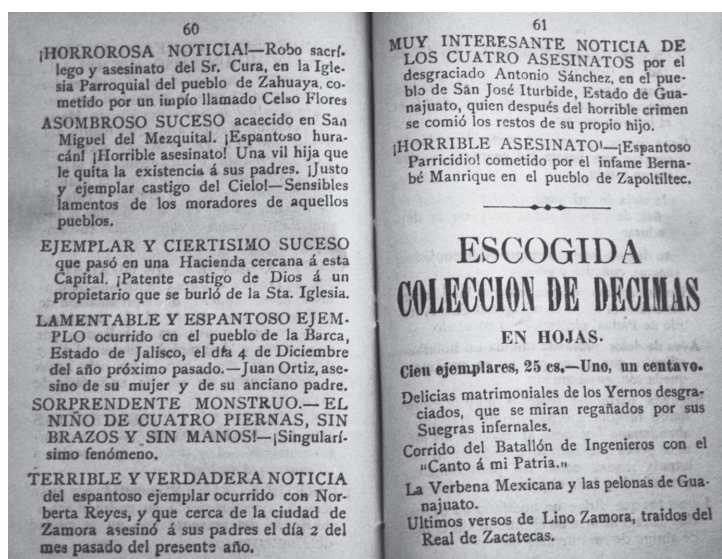 60
¡HORROROSA NOTICIA!—Robo sacrí-
lego y asesinato del Sr. Cura, en la Igle-
sia Parroquial del pueblo de Zahuaya, co-
metido por un impío llamado Celso Flores
ASOMBROSO SUCESO acaecido en San
Miguel del Mezquital. ¡Espantoso hura-
cán! ¡Horrible asesinato! Una vil hija que
le quita la existencia á sus padres. ¡Justo
y ejemplar castigo del Cielo!—Sensibles
lamentos de los moradores de aquellos
pueblos.
EJEMPLAR Y CIERTISIMO SUCESO
que pasó en una Hacienda cercana á esta
Capital. ¡Patente castigo de Dios á un
propietario que se burló de la Sta. Iglesia.
LAMENTABLE Y ESPANTOSO EJEM-
PLO ocurrido en el pueblo de la Barca,
Estado de Jalisco, el día 4 de Diciembre
del año próximo pasado.—Juan Ortiz, ase-
sino de su mujer y de su anciano padre.
SORPRENDENTE MONSTRUO.— EL
NIÑO DE CUATRO PIERNAS, SIN
BRAZOS Y SIN MANOS!—¡Singularí-
simo fenómeno.
TERRIBLE Y VERDADERA NOTICIA
del espantoso ejemplar ocurrido con Nor-
berta Reyes, y que cerca de la ciudad de
Zamora asesinó á sus padres el día 2 del
mes pasado del presente año.
61
MUY INTERESANTE NOTICIA DE
LOS CUATRO ASESINATOS por el
desgraciado Antonio Sánchez, en el pue-
blo de San José Iturbide, Estado de Gua-
najuato, quien después del horrible crimen
se comió los restos de su propio hijo.
¡HORRIBLE ASESINATO!—¡Espantoso
Parricidio! cometido por el infame Berna-
bé Manrique en el pueblo de Zapoltiltec.
ESCOGIDA
COLECCION DE DECIMAS
EN HOJAS.
Cien ejemplares, 25 cs.—Uno, un centavo.
Delicias matrimoniales de los Yernos desgra-
ciados, que se miran regañados por sus
Suegras infernales.
Corrido del Batallón de Ingenieros con el
"Canto á mi Patria."
La Verbena Mexicana y las pelonas de Gua-
najuato.
Ultimos versos de Lino Zamora, traidos del
Real de Zacatecas.